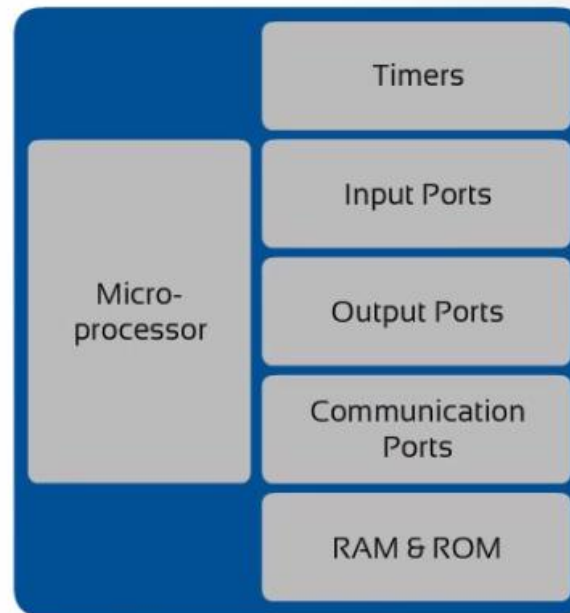 Timers
Input Ports
Micro-
processor
Output Ports
Communication
Ports
RAM & ROM